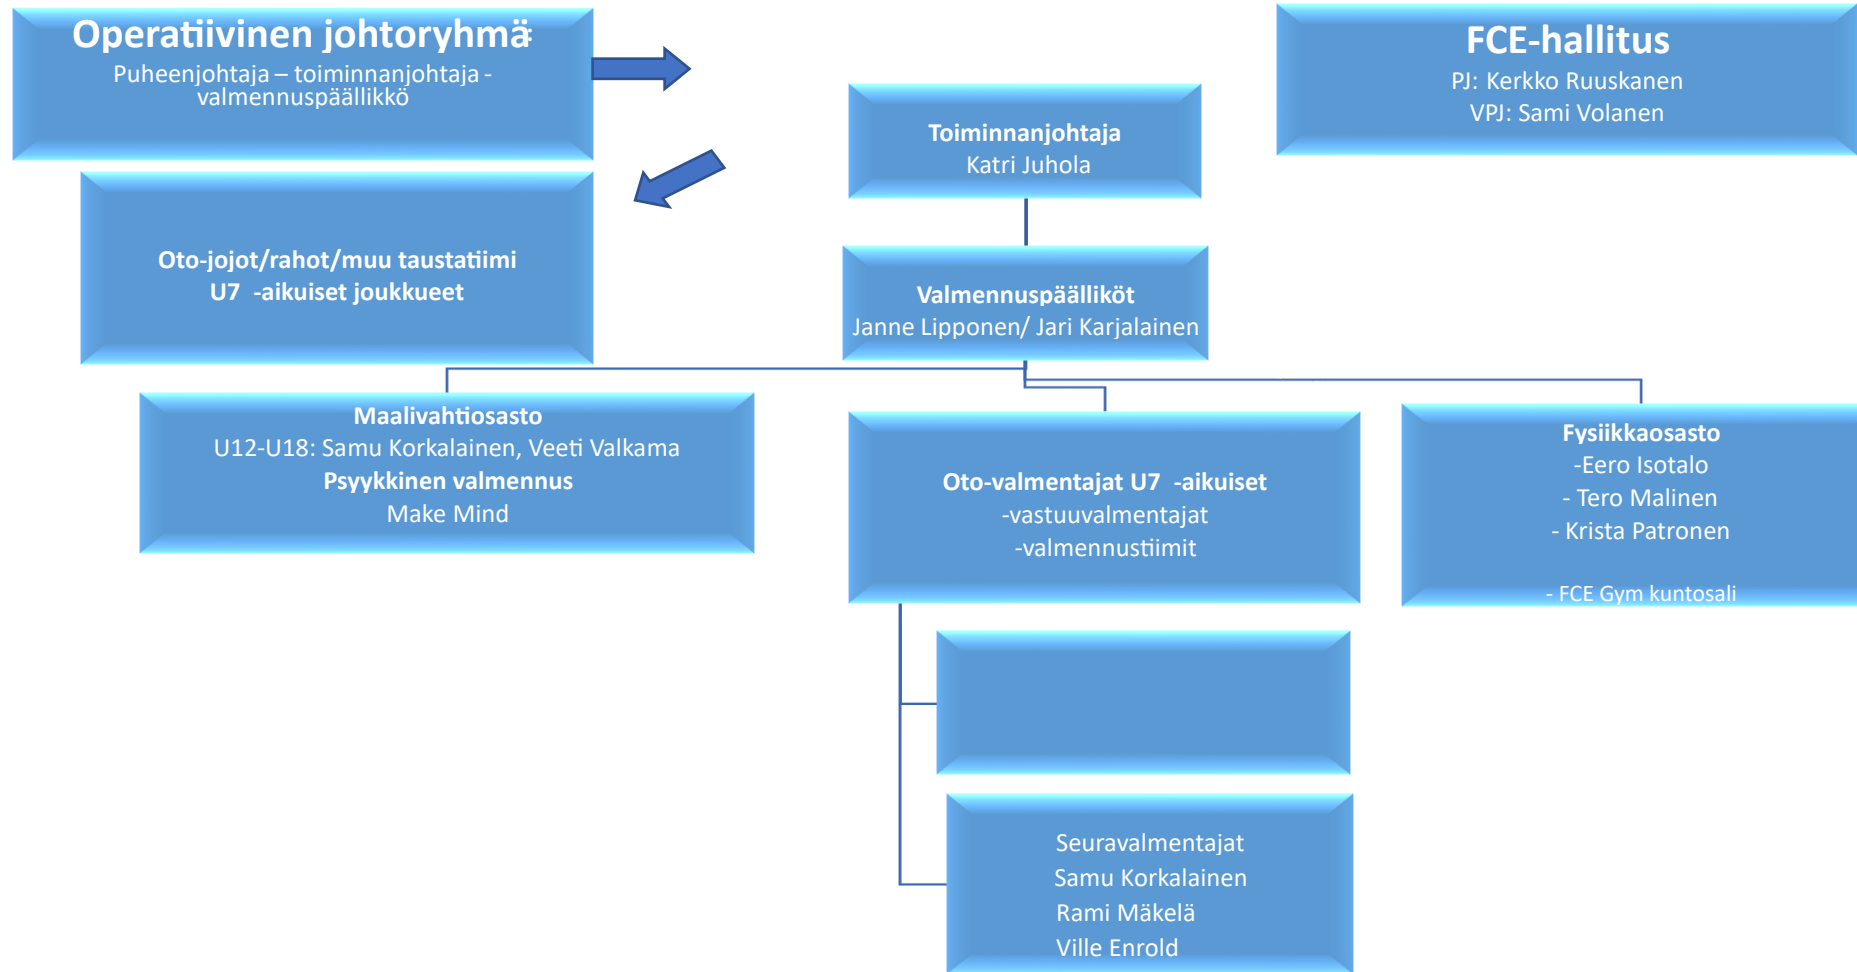 Operatiivinen johtoryhmä:
Puheenjohtaja – toiminnanjohtaja -
valmennuspäällikkö
FCE-hallitus
PJ: Kerkko Ruuskanen
VPJ: Sami Volanen
Toiminnanjohtaja
Katri Juhola
Oto-jojot/rahot/muu taustatiimi
U7 -aikuiset joukkueet
Valmennuspäälliköt
Janne Lipponen/ Jari Karjalainen
Maalivahtiosasto
U12-U18: Samu Korkalainen, Veeti Valkama
Psyykkinen valmennus
Make Mind
Oto-valmentajat U7 -aikuiset
-vastuuvalmentajat
-valmennustiimit
Fysiikkaosasto
-Eero Isotalo
- Tero Malinen
- Krista Patronen
- FCE Gym kuntosali
Seuravalmentajat
Samu Korkalainen
Rami Mäkelä
Ville Enrold